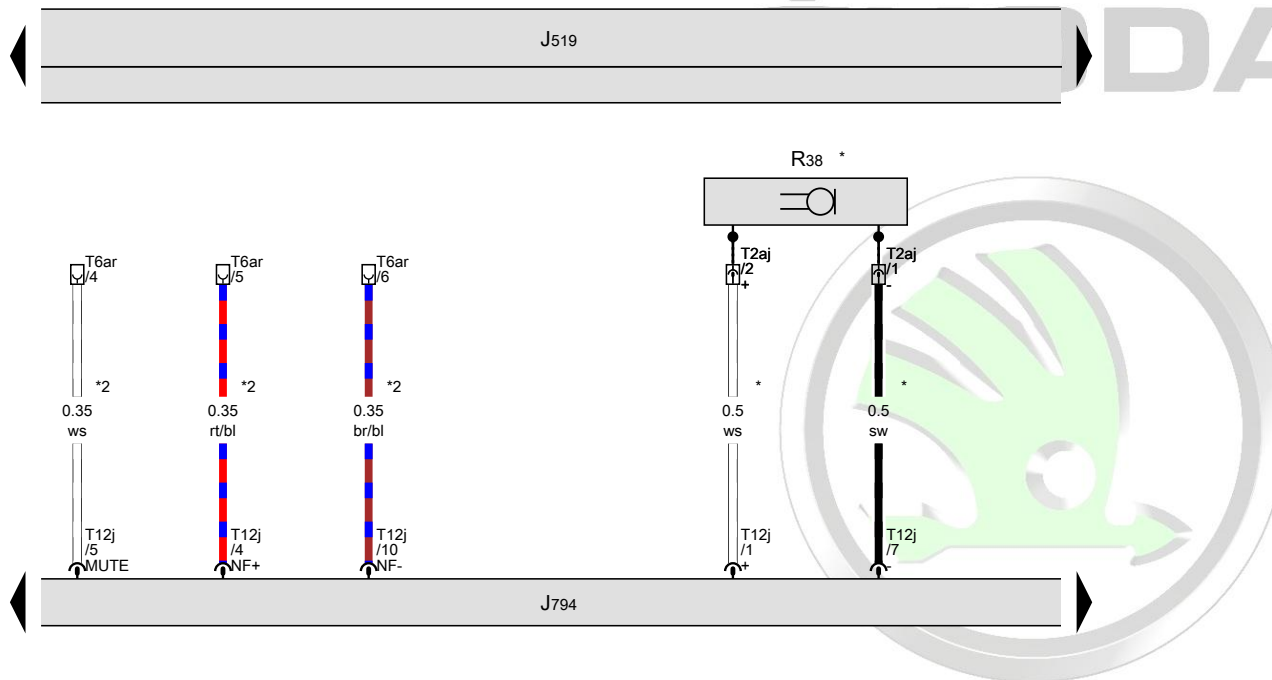 J519
ODA
R38 *
T6ar
/4
T6ar
/5
T6ar
/6
T2aj
/2
+
T2aj
/1
-
*2
*2
*2
*
*
0.35
ws
0.35
rt/bl
0.35
br/bl
0.5
ws
0.5
sw
T12j
/5
MUTE
T12j
/4
NF+
T12j
/10
NF-
T12j
/1
+
T12j
/7
-
J794